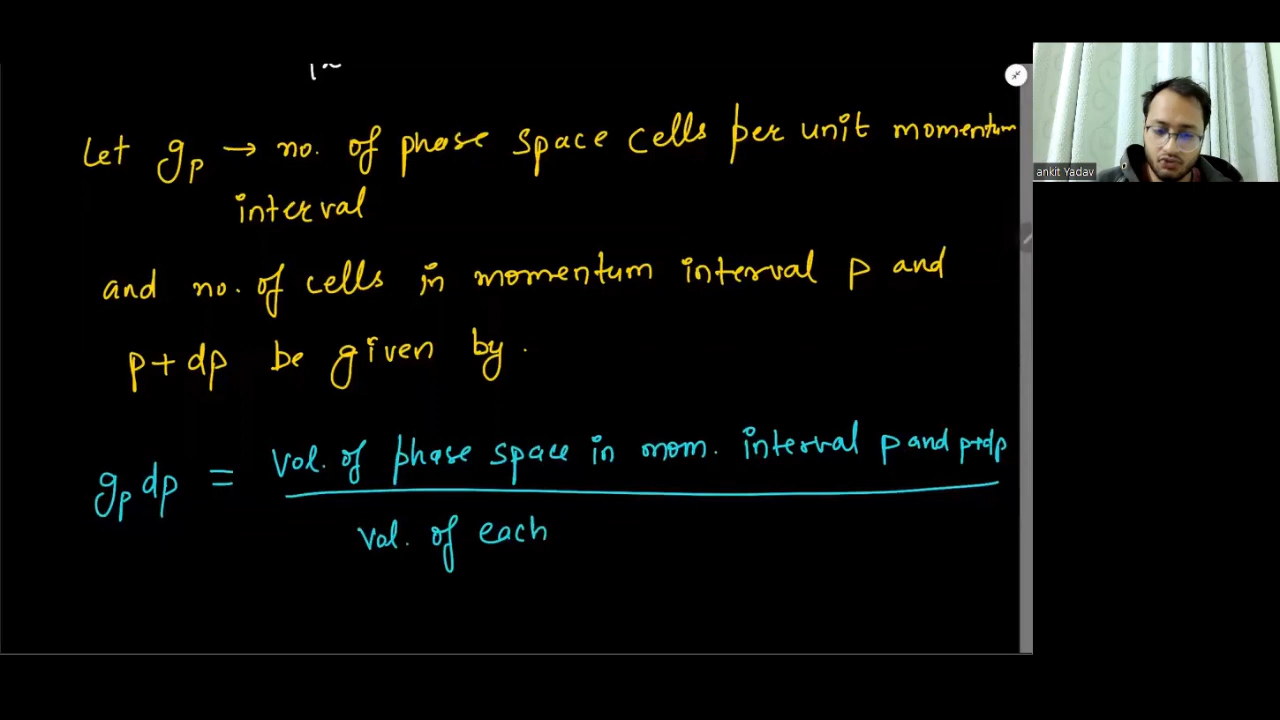 Let gₚ → no. of phase space cells per unit momentum
interval
and no. of cells in momentum interval p and
p + dp be given by.
gₚ dp = vol. of phase space in mom. interval p and p+dp
vol. of each
ankit Yadav